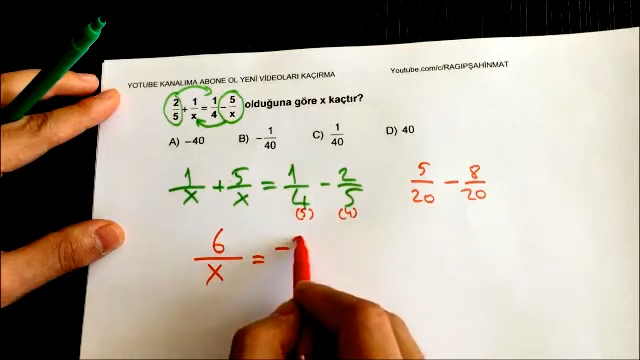 YOTUBE KANALIMA ABONE OL YENİ VİDEOLARI KAÇIRMA
Youtube.com/c/RAGIPŞAHİNMAT
2/5 + 1/x = 1/4 - 5/x olduğuna göre x kaçtır?
A) −40 B) −1/40 C) 1/40 D) 40
1/x + 5/x = 1/4 - 2/5 5/20 - 8/20
(5) (4)
6/x = −